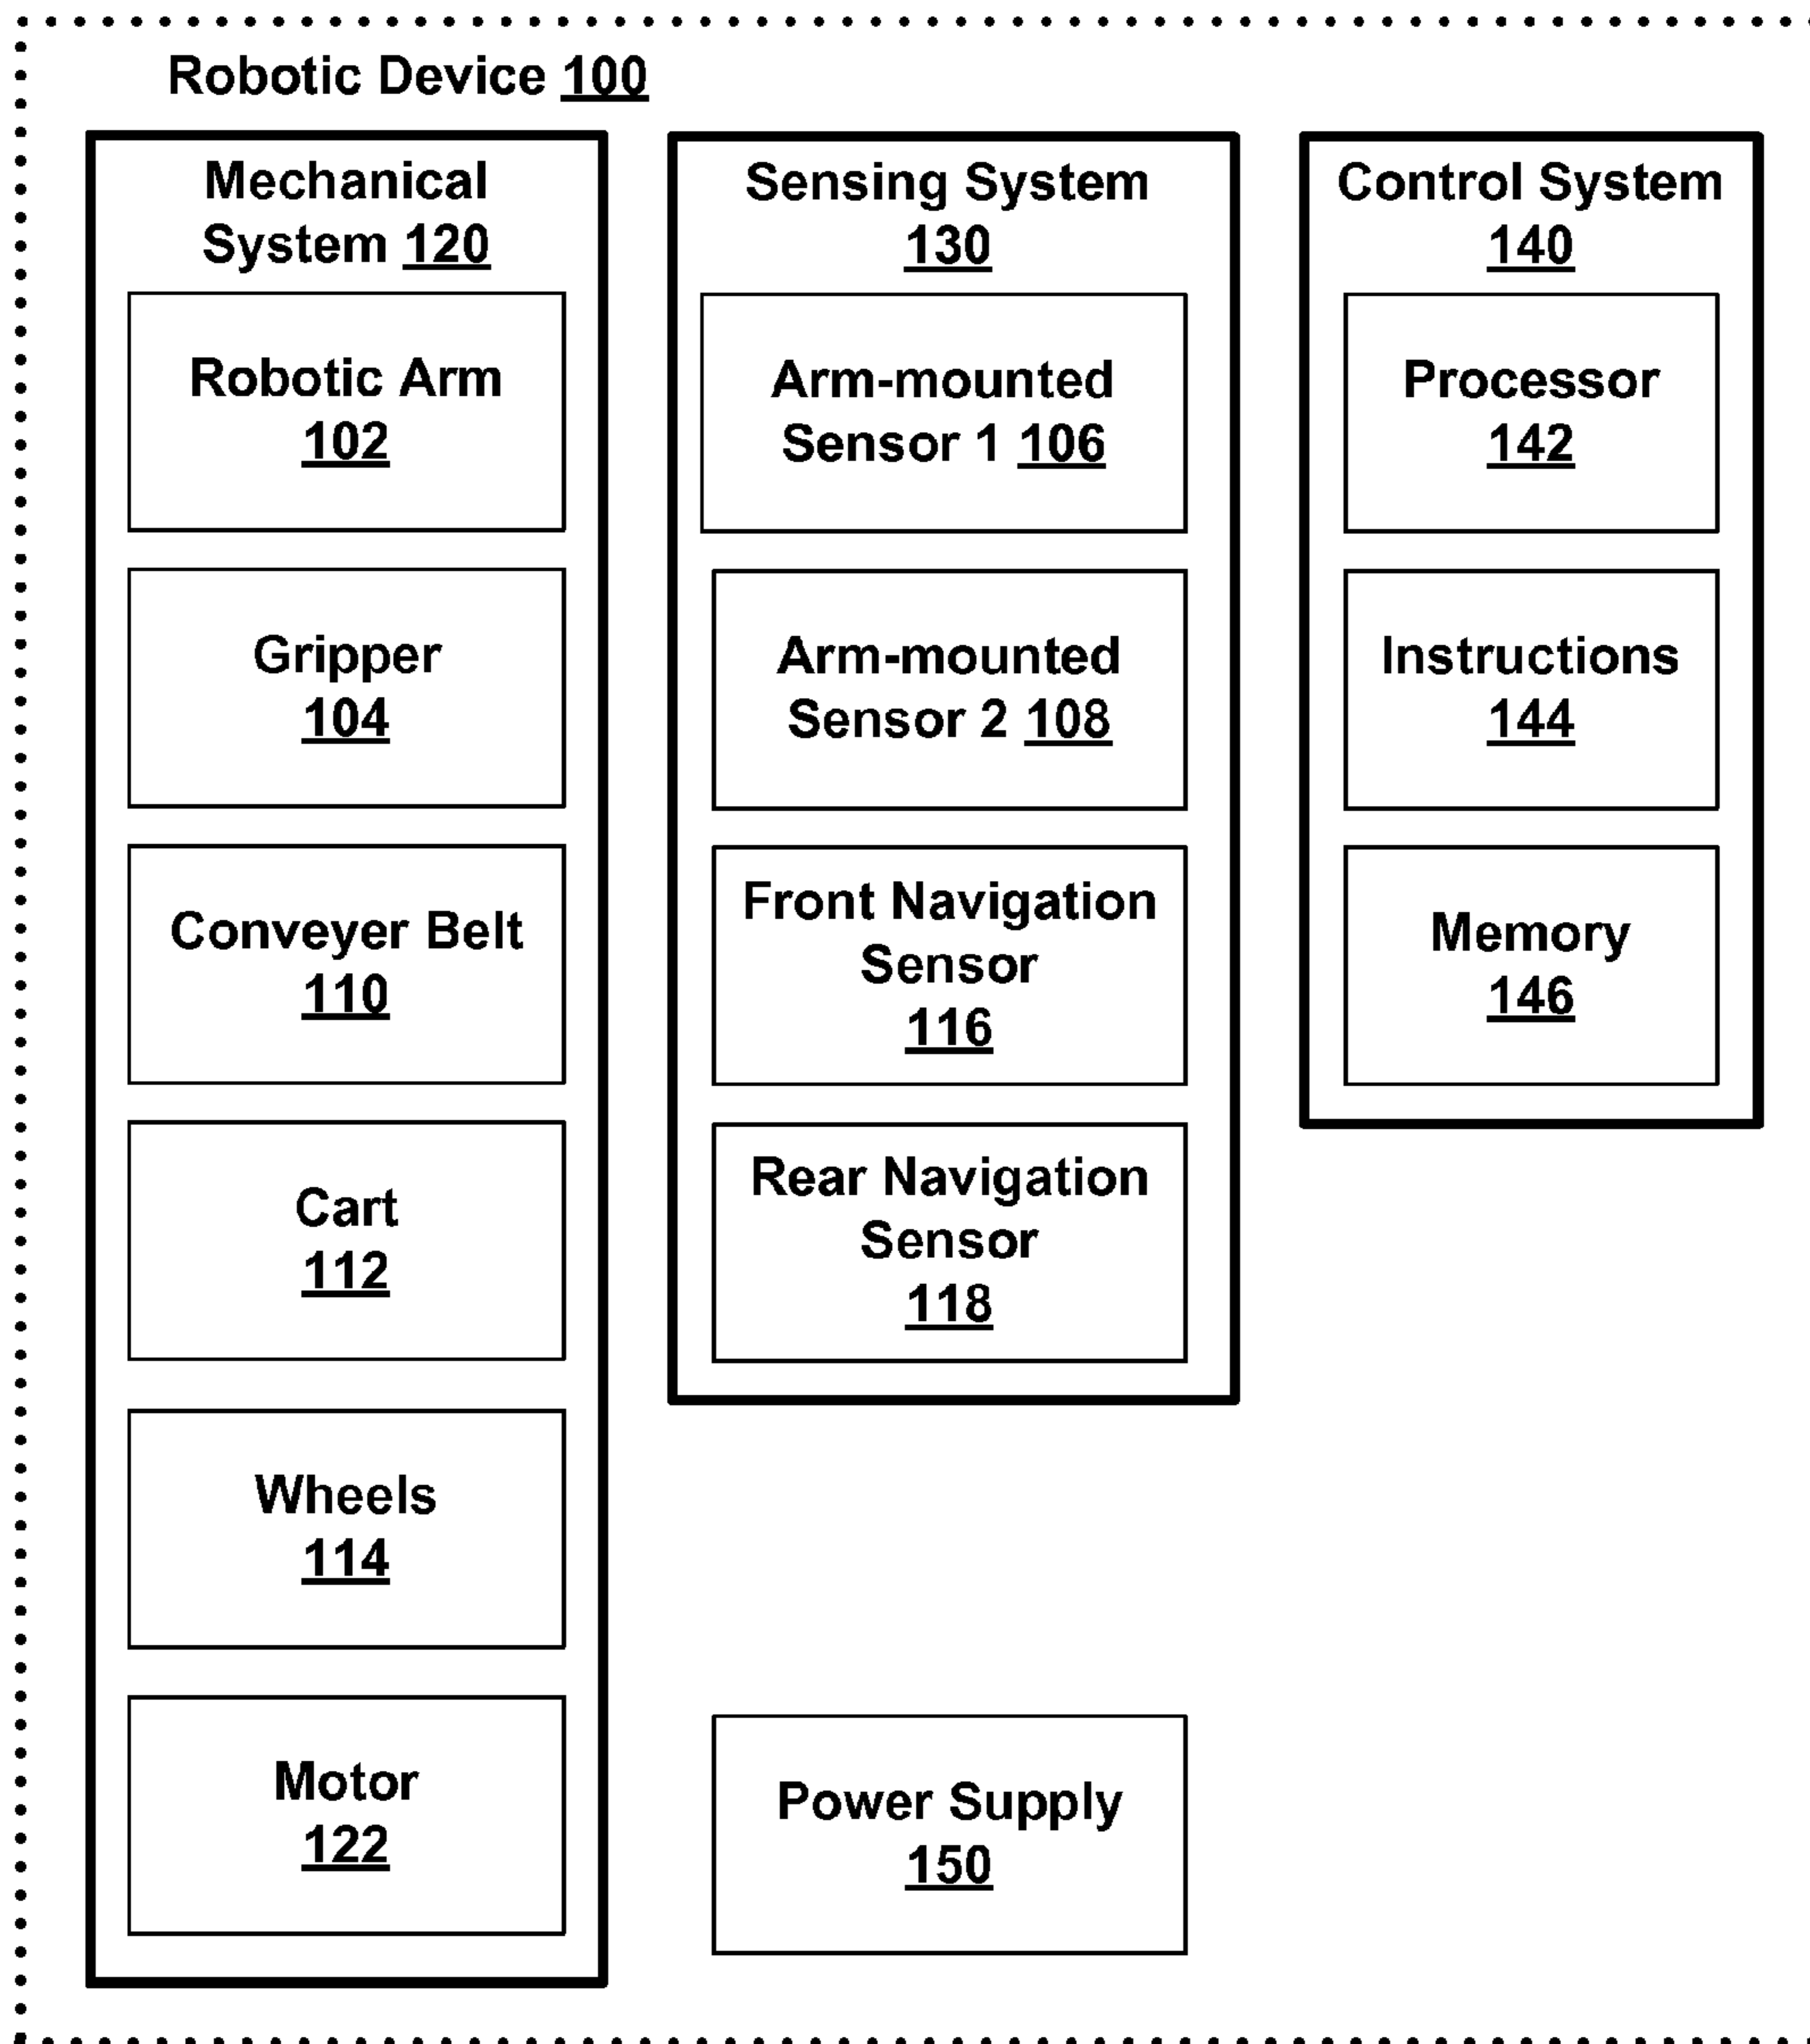 Robotic Device 100
Mechanical
System 120
Robotic Arm
102
Gripper
104
Conveyer Belt
110
Cart
112
Wheels
114
Motor
122
Sensing System
130
Arm-mounted
Sensor 1 106
Arm-mounted
Sensor 2 108
Front Navigation
Sensor
116
Rear Navigation
Sensor
118
Power Supply
150
Control System
140
Processor
142
Instructions
144
Memory
146